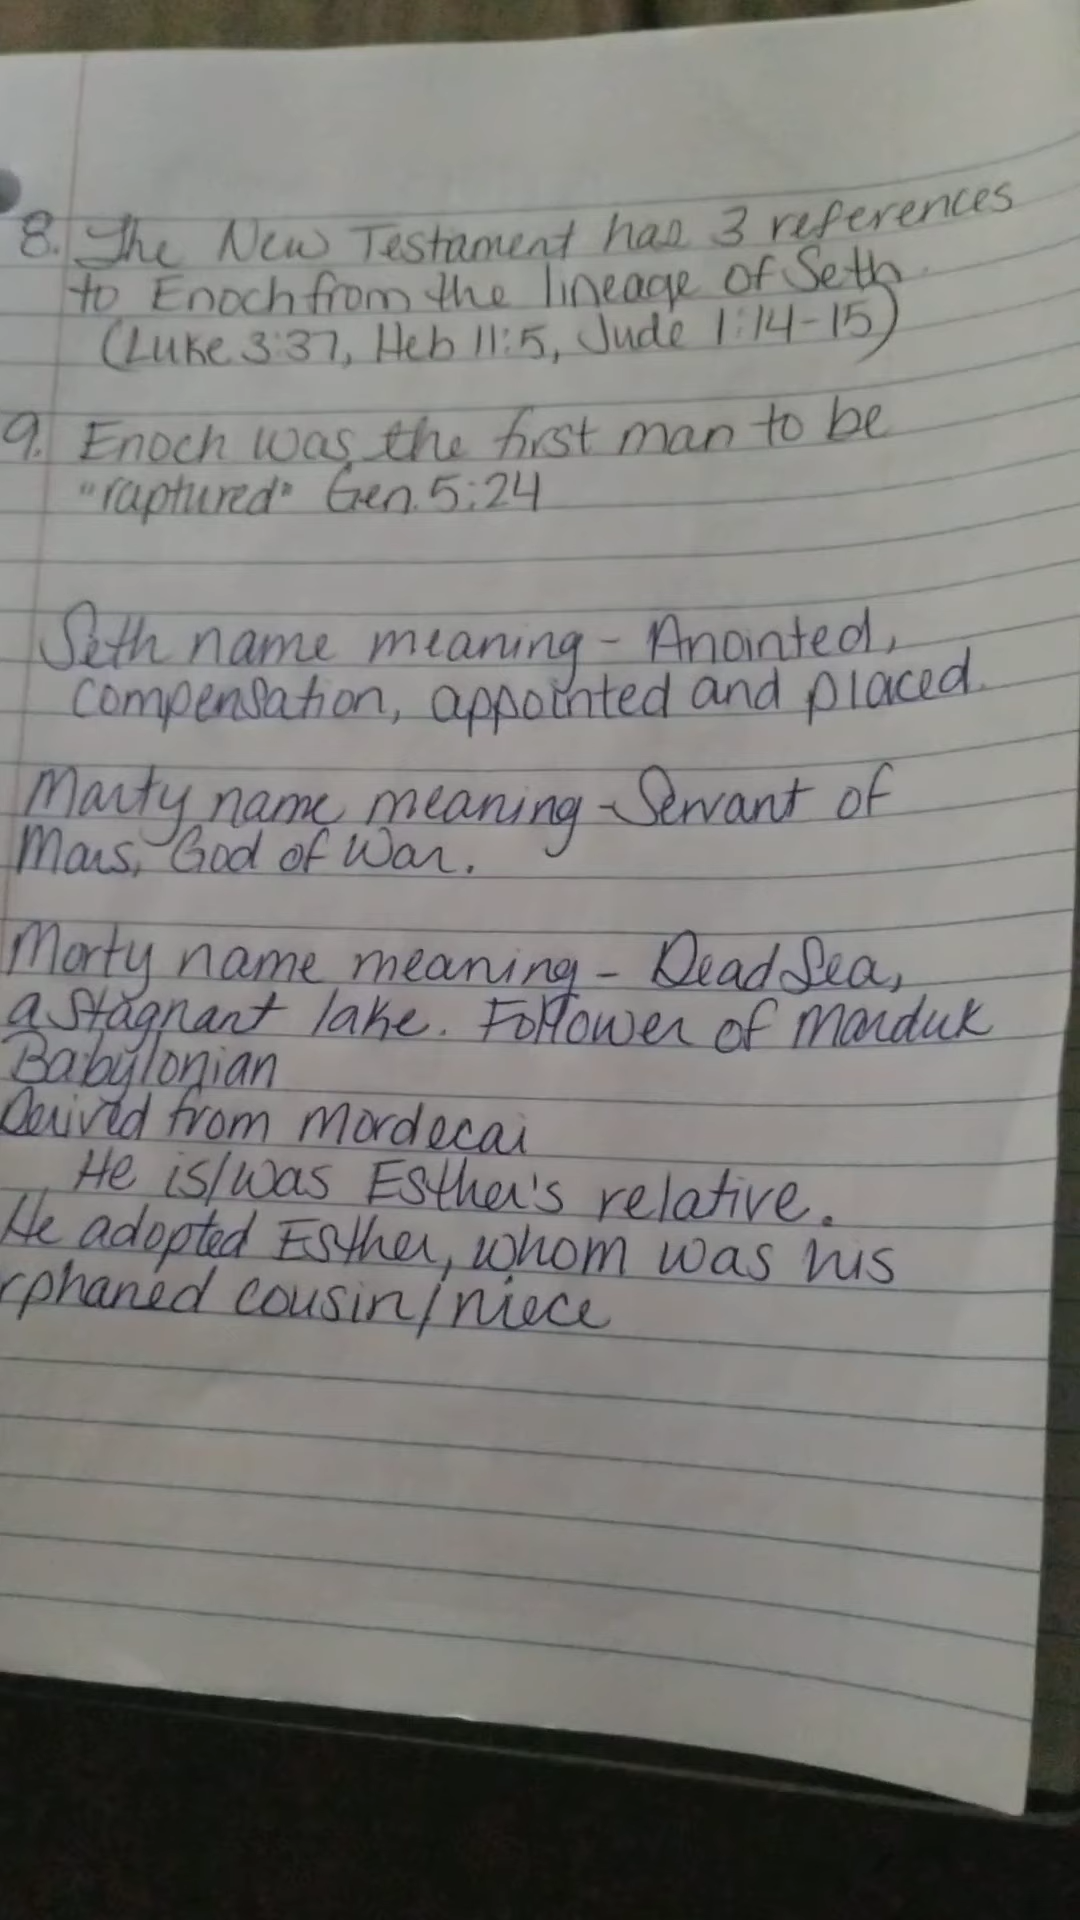 8. The New Testament has 3 references
to Enoch from the lineage of Seth.
(Luke 3:37, Heb 11:5, Jude 1:14-15)
9. Enoch was the first man to be
"raptured" Gen. 5:24
Seth name meaning - Anointed,
compensation, appointed and placed.
Marty name meaning - Servant of
Mars, God of War.
Morty name meaning - Dead Sea,
a stagnant lake. Follower of Marduk
Babylonian
Derived from Mordecai
He is/was Esther's relative.
He adopted Esther, whom was his
rphaned cousin/niece